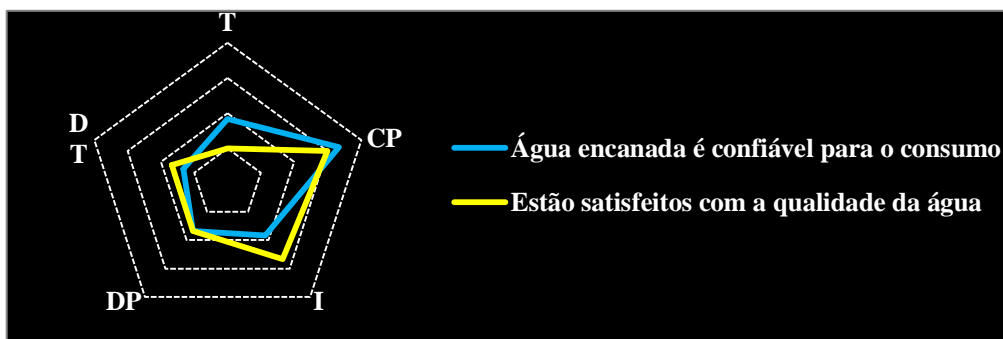 T
D
T
CP
Água encanada é confiável para o consumo
Estão satisfeitos com a qualidade da água
DP
I